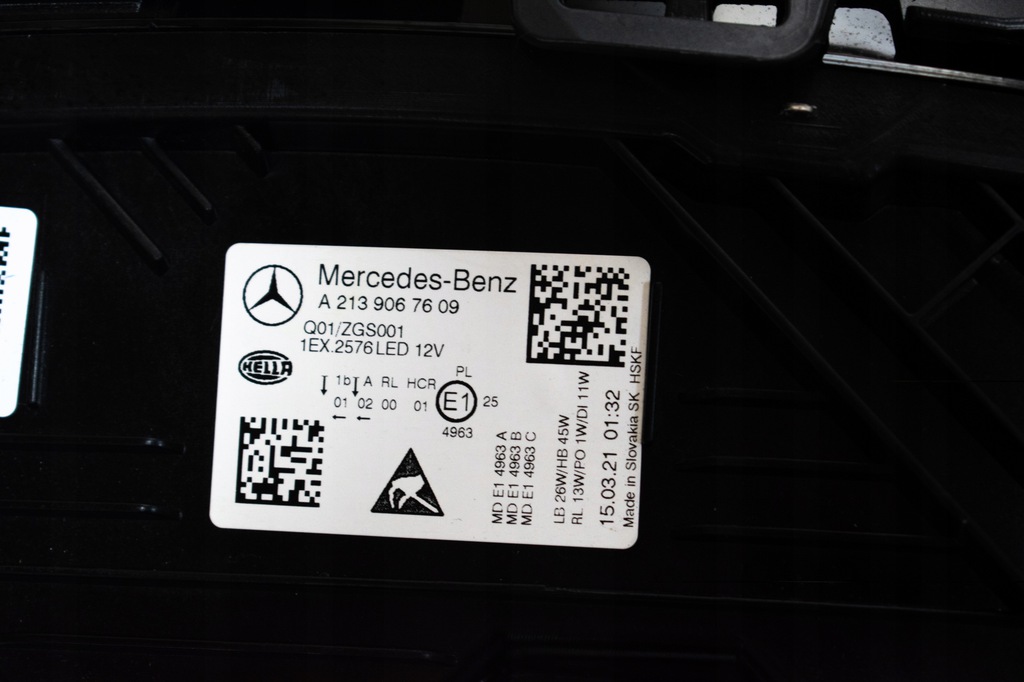 Mercedes-Benz
A 213 906 76 09
Q01/ZGS001
1EX.2576 LED 12V
HELLA
1b A RL HCR
01 02 00 01
PL
E1
25
4963
MD E1 4963 A
MD E1 4963 B
MD E1 4963 C
LB 26W/HB 45W
RL 13W/PO 1W/DI 11W
15.03.21 01:32
Made in Slovakia SK HSKF